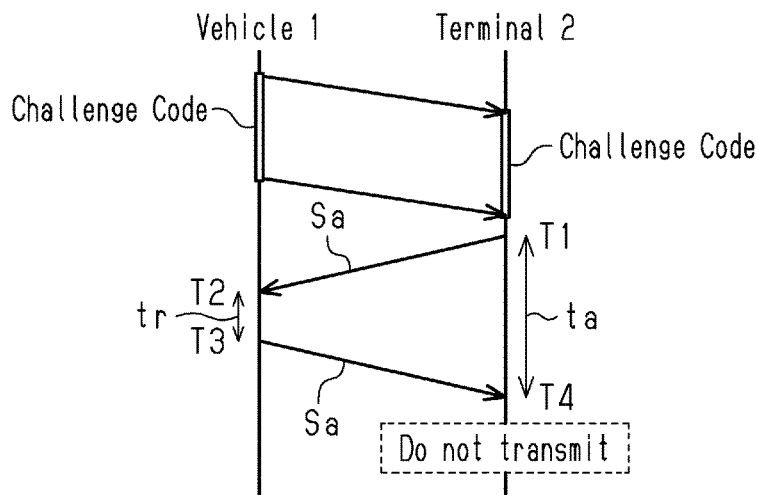 Vehicle 1
Terminal 2
Challenge Code
Challenge Code
Sa
T1
T2
tr
ta
T3
Sa
T4
Do not transmit